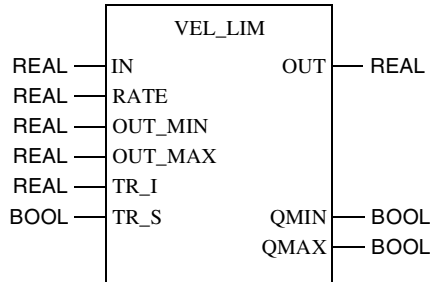 VEL_LIM
REAL IN OUT REAL
REAL RATE
REAL OUT_MIN
REAL OUT_MAX
REAL TR_I
BOOL TR_S QMIN BOOL
QMAX BOOL